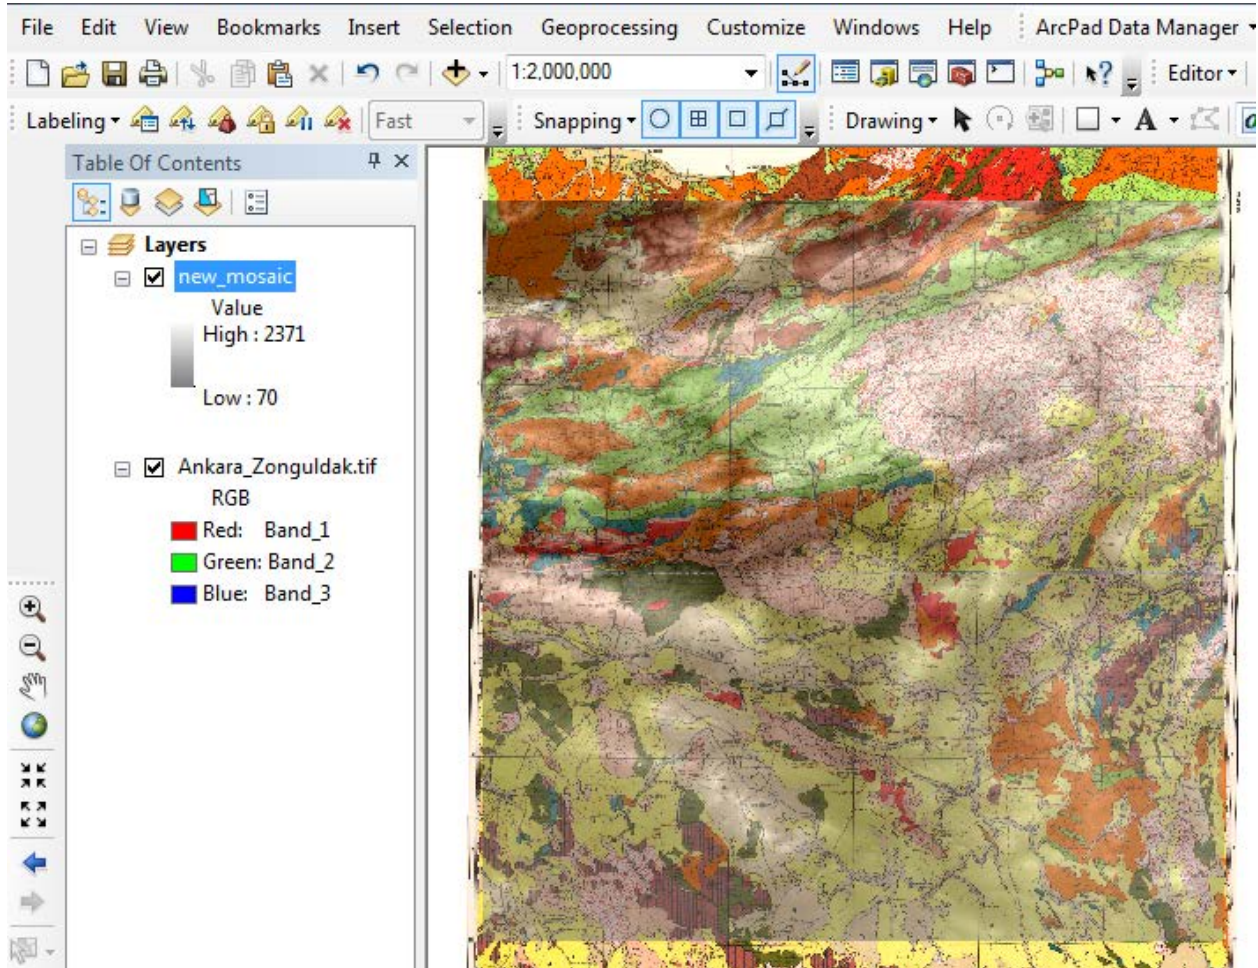 File Edit View Bookmarks Insert Selection Geoprocessing Customize Windows Help ArcPad Data Manager
1:2,000,000 Editor
Labeling Fast Snapping Drawing A
Table Of Contents
Layers
new_mosaic
Value
High : 2371
Low : 70
Ankara_Zonguldak.tif
RGB
Red: Band_1
Green: Band_2
Blue: Band_3